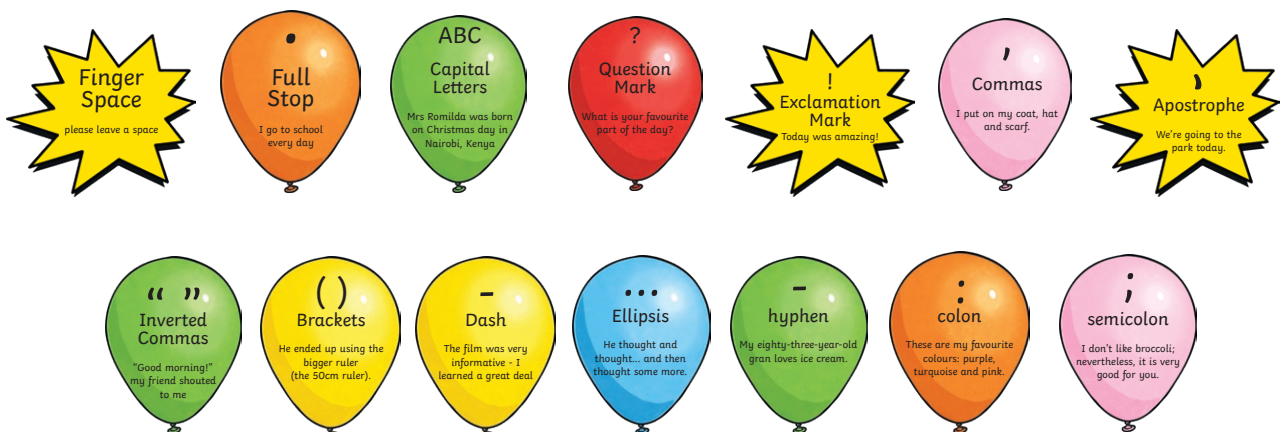 Finger
Space
please leave a space
.
Full
Stop
I go to school
every day
ABC
Capital
Letters
Mrs Romilda was born
on Christmas day in
Nairobi, Kenya
?
Question
Mark
What is your favourite
part of the day?
!
Exclamation
Mark
Today was amazing!
,
Commas
I put on my coat, hat
and scarf.
’
Apostrophe
We're going to the
park today.
“ ”
Inverted
Commas
"Good morning!"
my friend shouted
to me
( )
Brackets
He ended up using the
bigger ruler
(the 50cm ruler).
-
Dash
The film was very
informative - I
learned a great deal
...
Ellipsis
He thought and
thought... and then
thought some more.
-
hyphen
My eighty-three-year-old
gran loves ice cream.
:
colon
These are my favourite
colours: purple,
turquoise and pink.
;
semicolon
I don't like broccoli;
nevertheless, it is very
good for you.